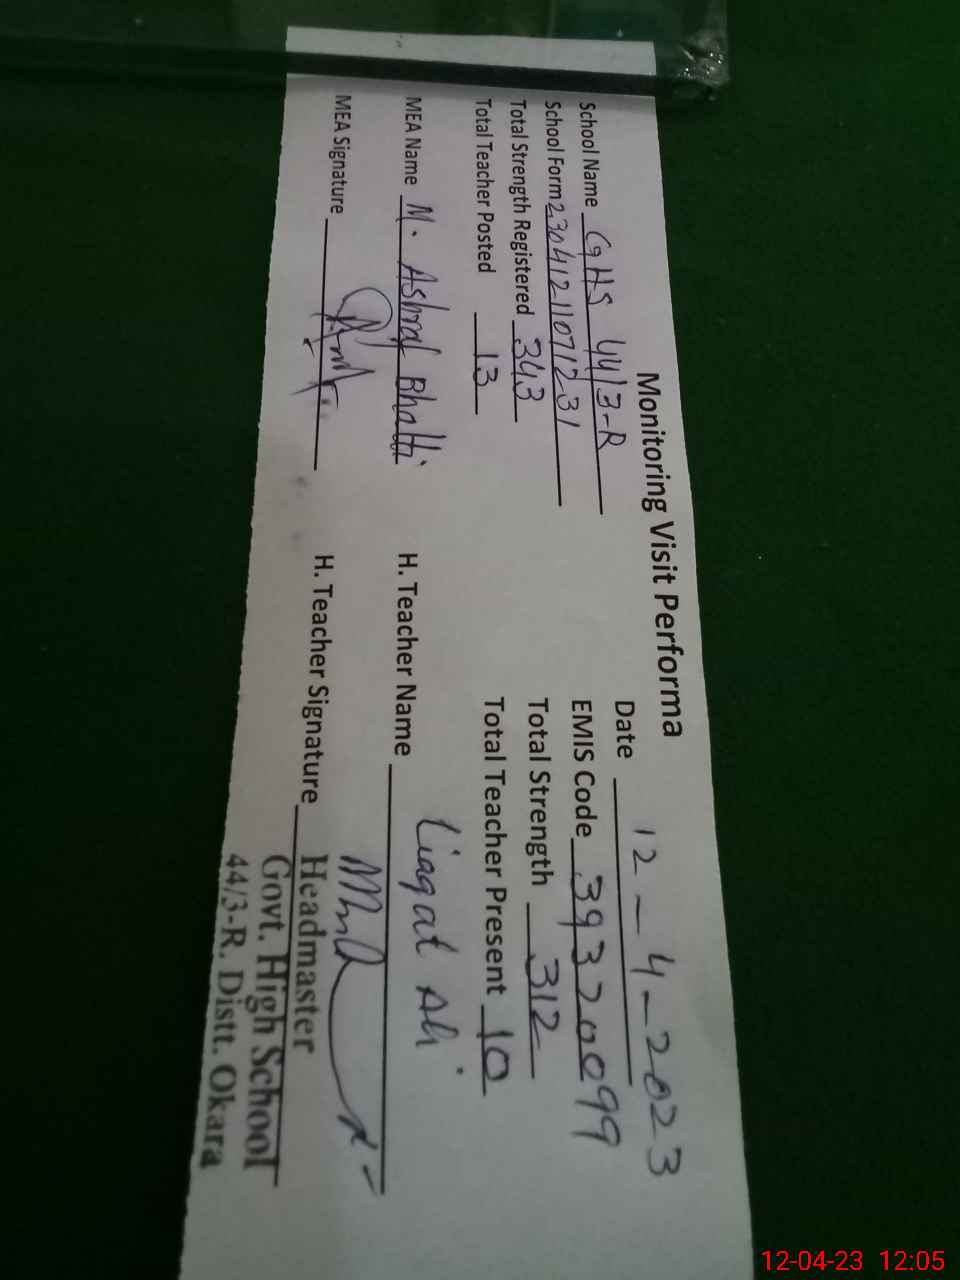 Monitoring Visit Performa
School Name GHS 44/3-R
Date 12-4-2023
School Form 23041211071231
EMIS Code 39320099
Total Strength Registered 343
Total Strength 312
Total Teacher Posted 13
Total Teacher Present 10
MEA Name M. Ashraf Bhatti
H. Teacher Name Liaqat Ali
MEA Signature
H. Teacher Signature
Headmaster
Govt. High School
44/3-R. Distt. Okara
12-04-23 12:05